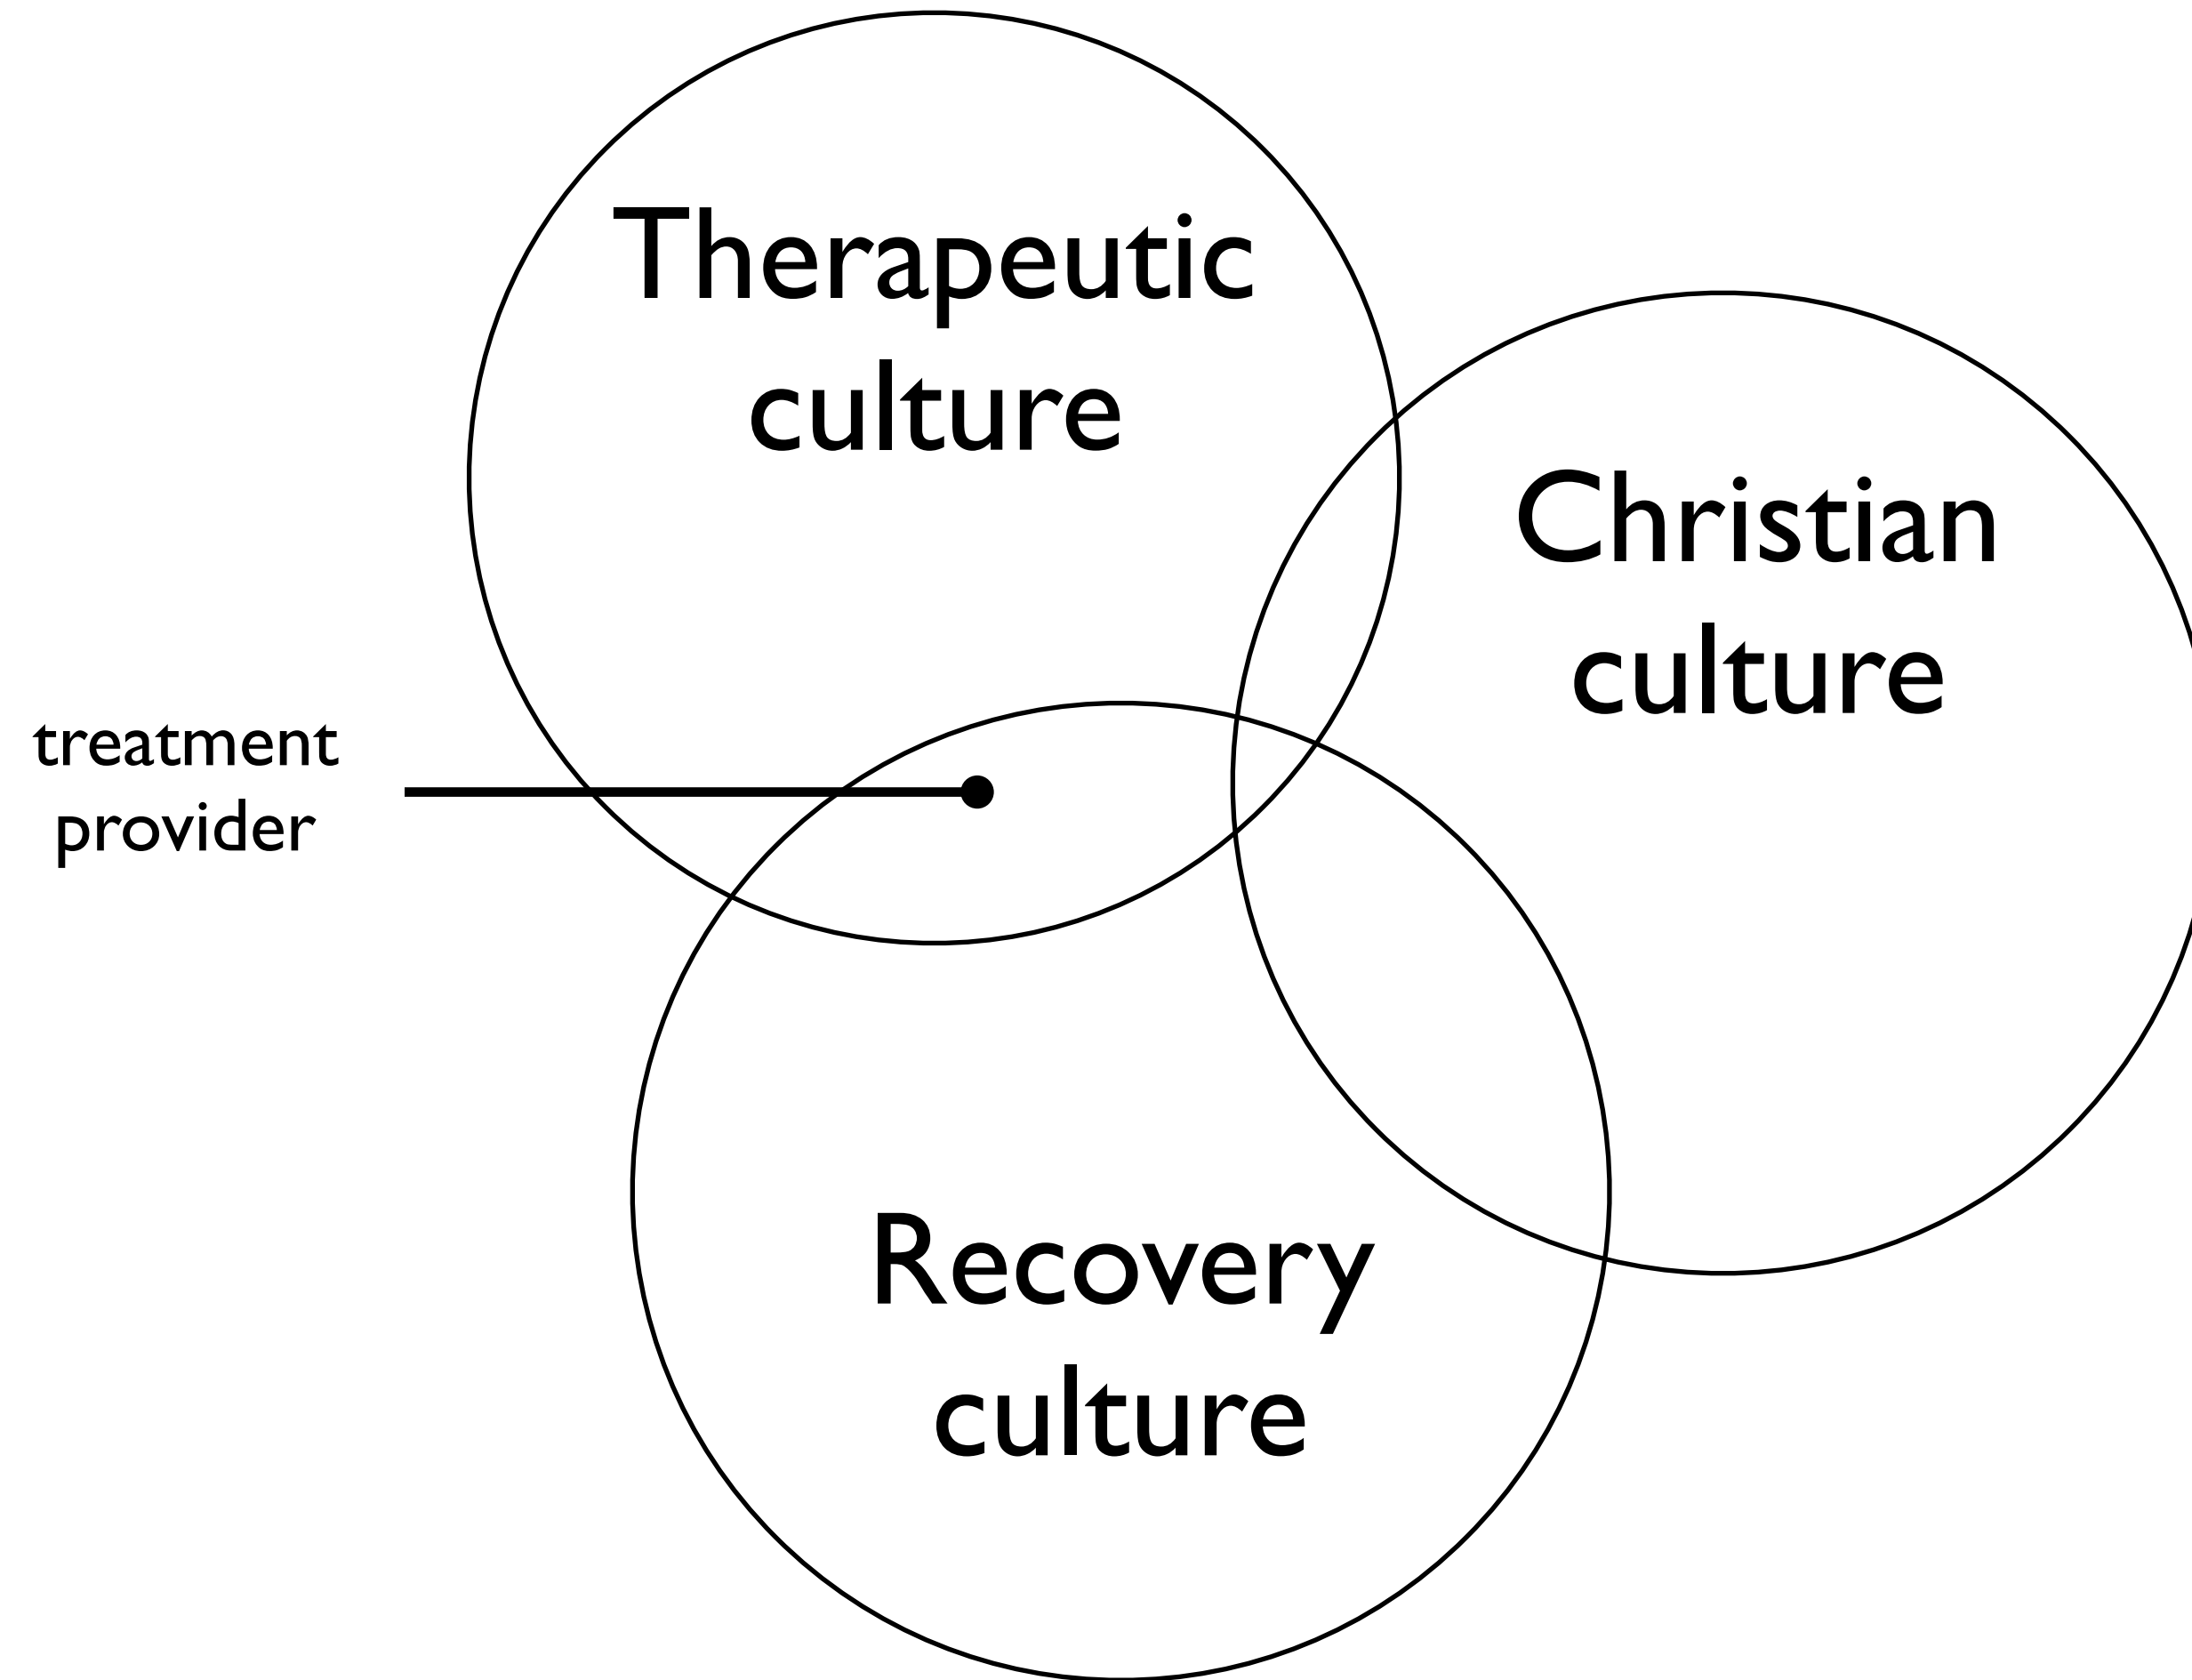 Therapeutic
culture
Christian
culture
treatment
provider
Recovery
culture